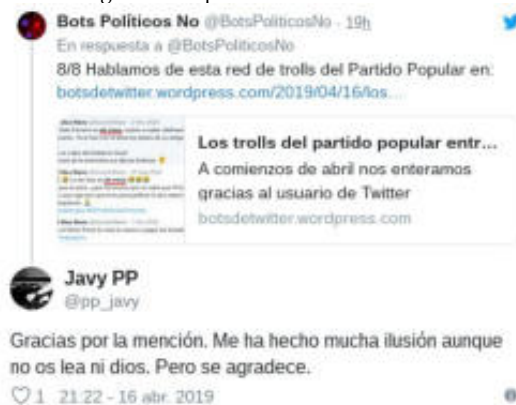 Bots Políticos No @BotsPoliticosNo · 19h
En respuesta a @BotsPoliticosNo
8/8 Hablamos de esta red de trolls del Partido Popular en:
botsdetwitter.wordpress.com/2019/04/16/los...
Los trolls del partido popular entr...
A comienzos de abril nos enteramos
gracias al usuario de Twitter
botsdetwitter.wordpress.com
Javy PP
@pp_javy
Gracias por la mención. Me ha hecho mucha ilusión aunque
no os lea ni dios. Pero se agradece.
1 21:22 - 16 abr. 2019